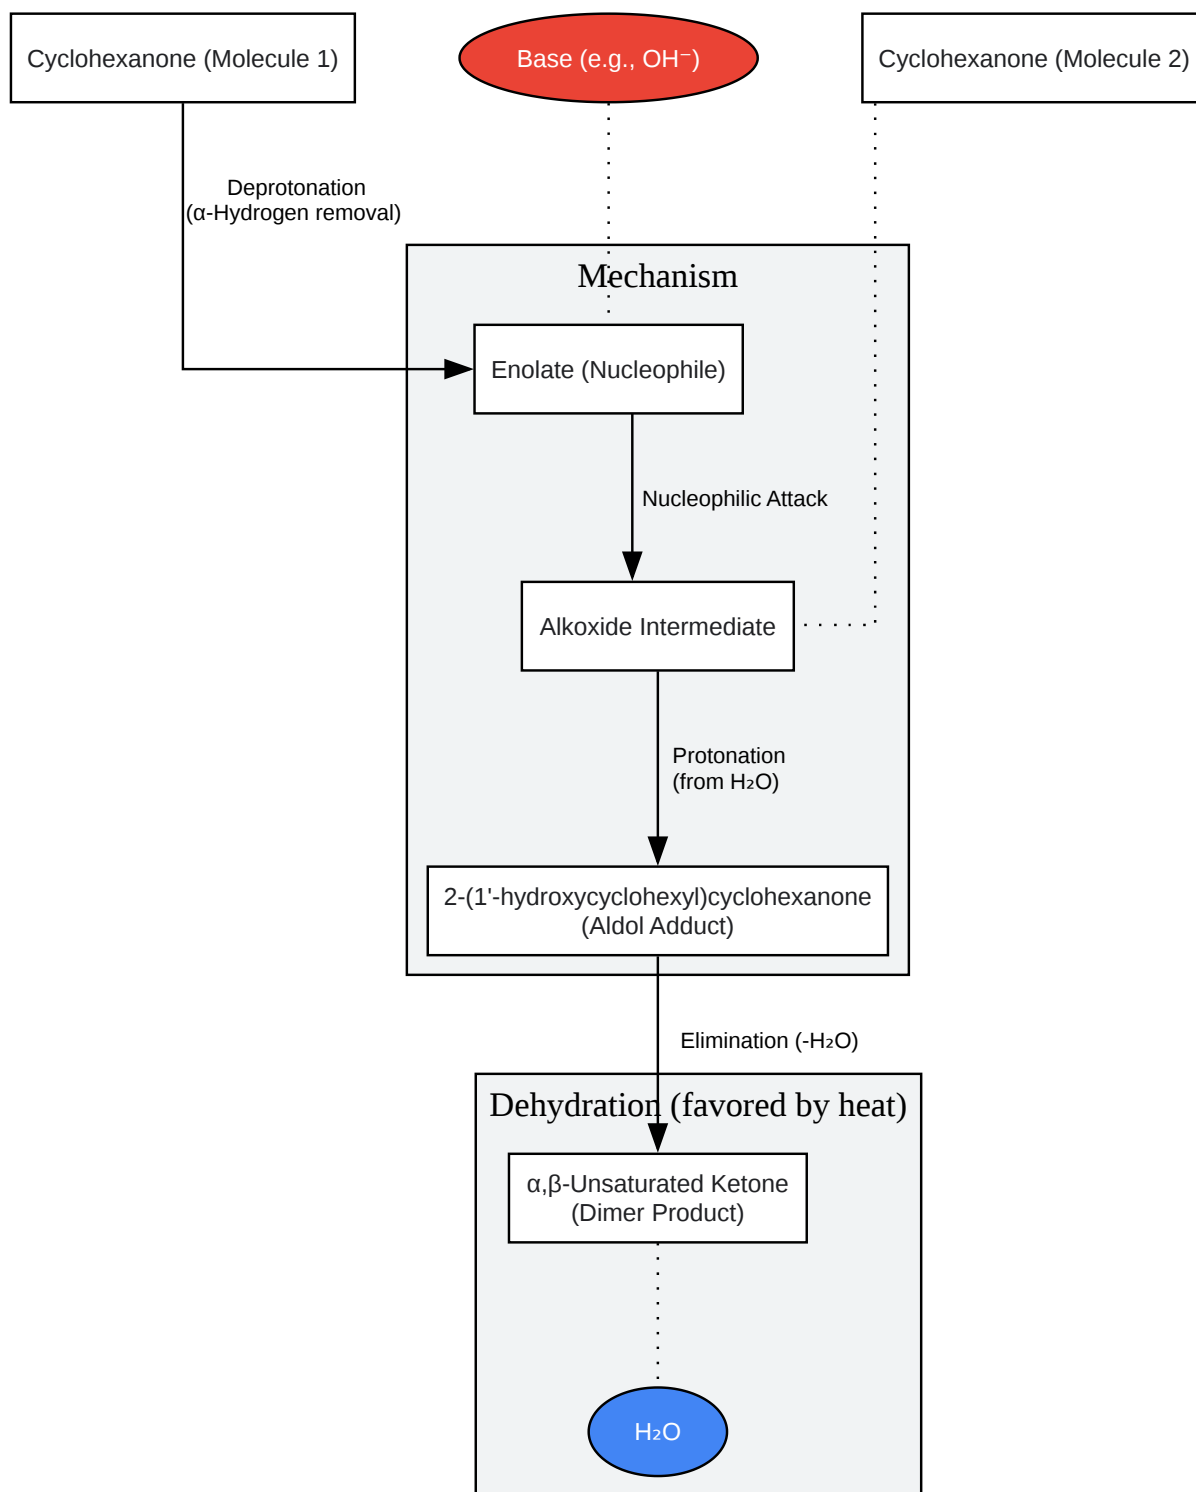 Cyclohexanone (Molecule 1)
Base (e.g., OH⁻)
Cyclohexanone (Molecule 2)
Deprotonation
(α-Hydrogen removal)
Mechanism
Enolate (Nucleophile)
Nucleophilic Attack
Alkoxide Intermediate
Protonation
(from H₂O)
2-(1'-hydroxycyclohexyl)cyclohexanone
(Aldol Adduct)
Elimination (-H₂O)
Dehydration (favored by heat)
α,β-Unsaturated Ketone
(Dimer Product)
H₂O